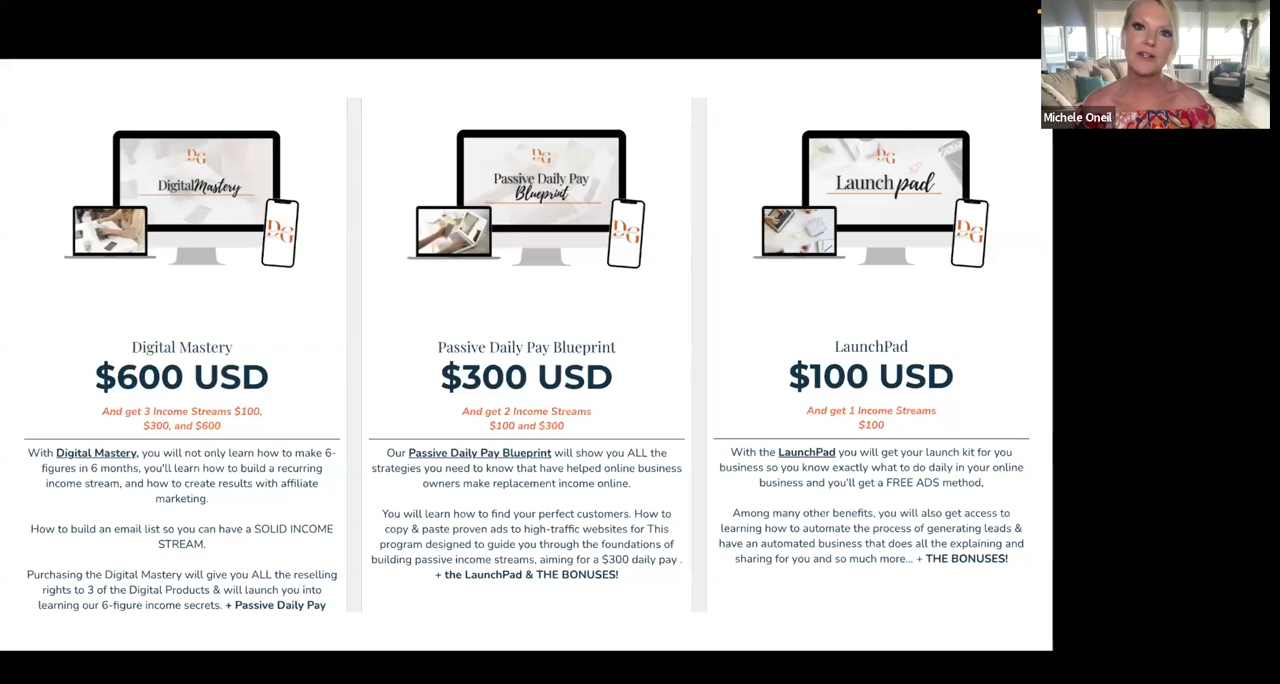 Michele Oneil
DG
DigitalMastery
DG
Digital Mastery
$600 USD
And get 3 Income Streams $100,
$300, and $600
With Digital Mastery, you will not only learn how to make 6-
figures in 6 months, you'll learn how to build a recurring
income stream, and how to create results with affiliate
marketing.
How to build an email list so you can have a SOLID INCOME
STREAM.
Purchasing the Digital Mastery will give you ALL the reselling
rights to 3 of the Digital Products & will launch you into
learning our 6-figure income secrets. + Passive Daily Pay
DG
Passive Daily Pay
Blueprint
DG
Passive Daily Pay Blueprint
$300 USD
And get 2 Income Streams
$100 and $300
Our Passive Daily Pay Blueprint will show you ALL the
strategies you need to know that have helped online business
owners make replacement income online.
You will learn how to find your perfect customers. How to
copy & paste proven ads to high-traffic websites for This
program designed to guide you through the foundations of
building passive income streams, aiming for a $300 daily pay .
+ the LaunchPad & THE BONUSES!
DG
Launch pad
DG
LaunchPad
$100 USD
And get 1 Income Streams
$100
With the LaunchPad you will get your launch kit for you
business so you know exactly what to do daily in your online
business and you'll get a FREE ADS method,
Among many other benefits, you will also get access to
learning how to automate the process of generating leads &
have an automated business that does all the explaining and
sharing for you and so much more... + THE BONUSES!